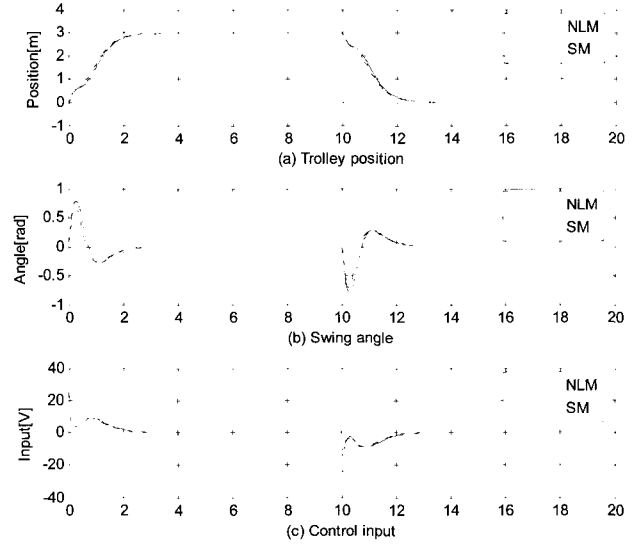 Position[m]
4
3
2
1
0
-1
NLM
SM
0 2 4 6 8 10 12 14 16 18 20
(a) Trolley position
Angle[rad]
1
0.5
0
-0.5
-1
NLM
SM
0 2 4 6 8 10 12 14 16 18 20
(b) Swing angle
Input[V]
40
20
0
-20
-40
NLM
SM
0 2 4 6 8 10 12 14 16 18 20
(c) Control input